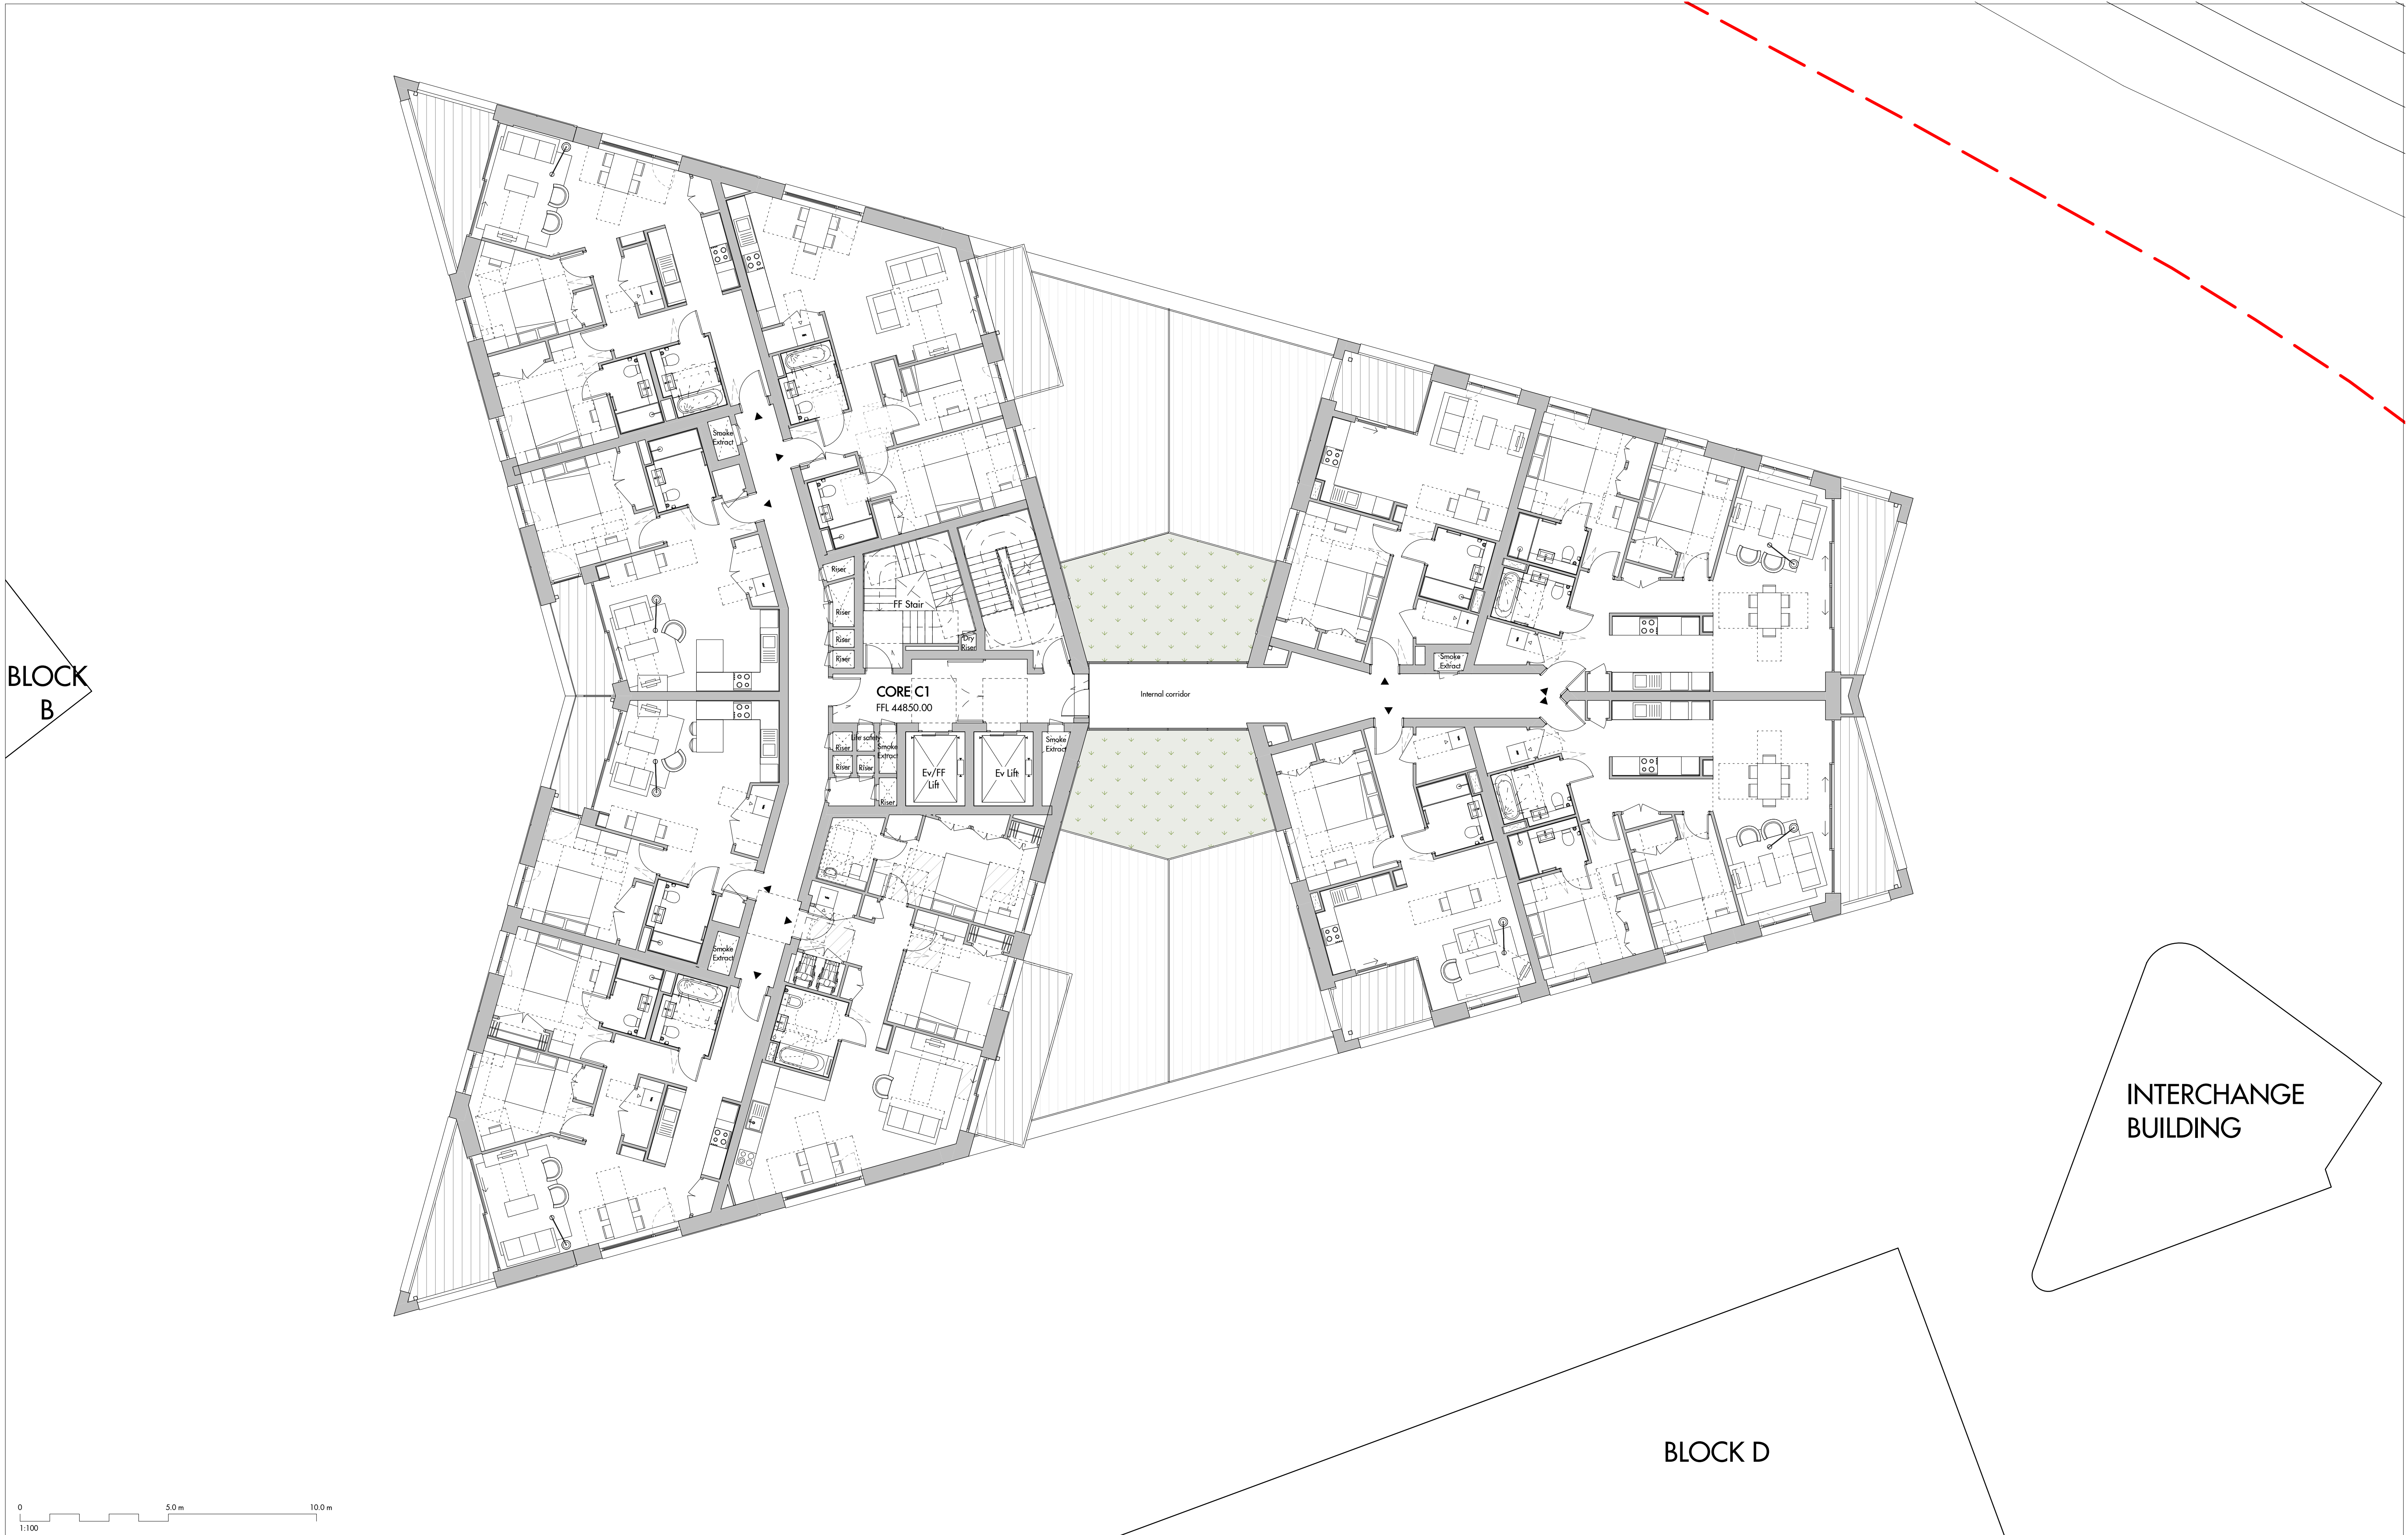 Smoke
Extract
Riser
Riser
FF Stair
Riser
Dry
Riser
Riser
Smoke
Extract
BLOCK
B
CORE C1
FFL 44850.00
Internal corridor
Life safety
Riser
Smoke
Extract
Smoke
Extract
Riser
Riser
Ev/FF
Lift
Ev Lift
Riser
Smoke
Extract
INTERCHANGE
BUILDING
BLOCK D
0 5.0 m 10.0 m
1:100